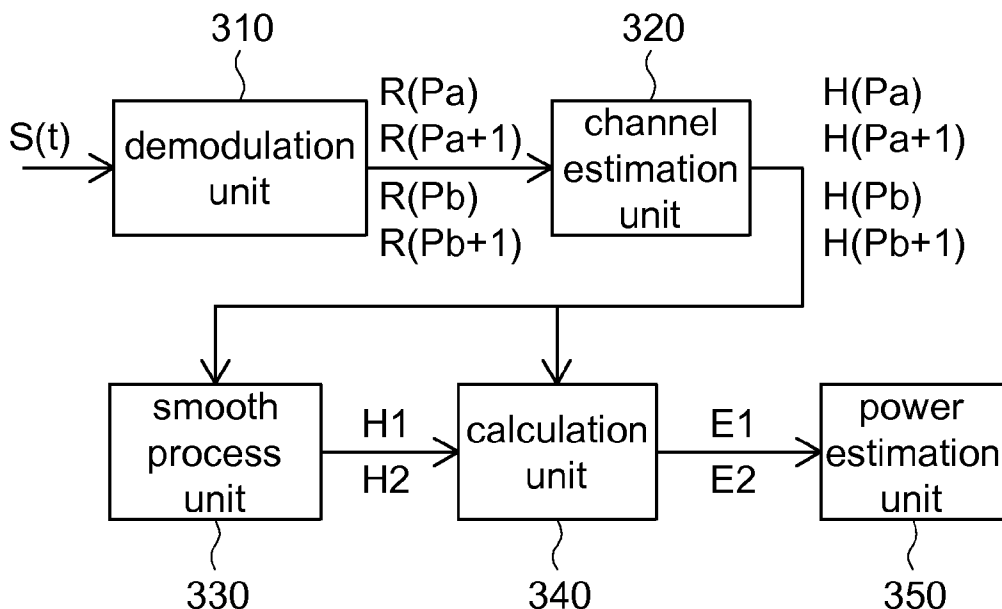 310
320
S(t)
demodulation
unit
R(Pa)
R(Pa+1)
R(Pb)
R(Pb+1)
channel
estimation
unit
H(Pa)
H(Pa+1)
H(Pb)
H(Pb+1)
smooth
process
unit
H1
H2
calculation
unit
E1
E2
power
estimation
unit
330
340
350